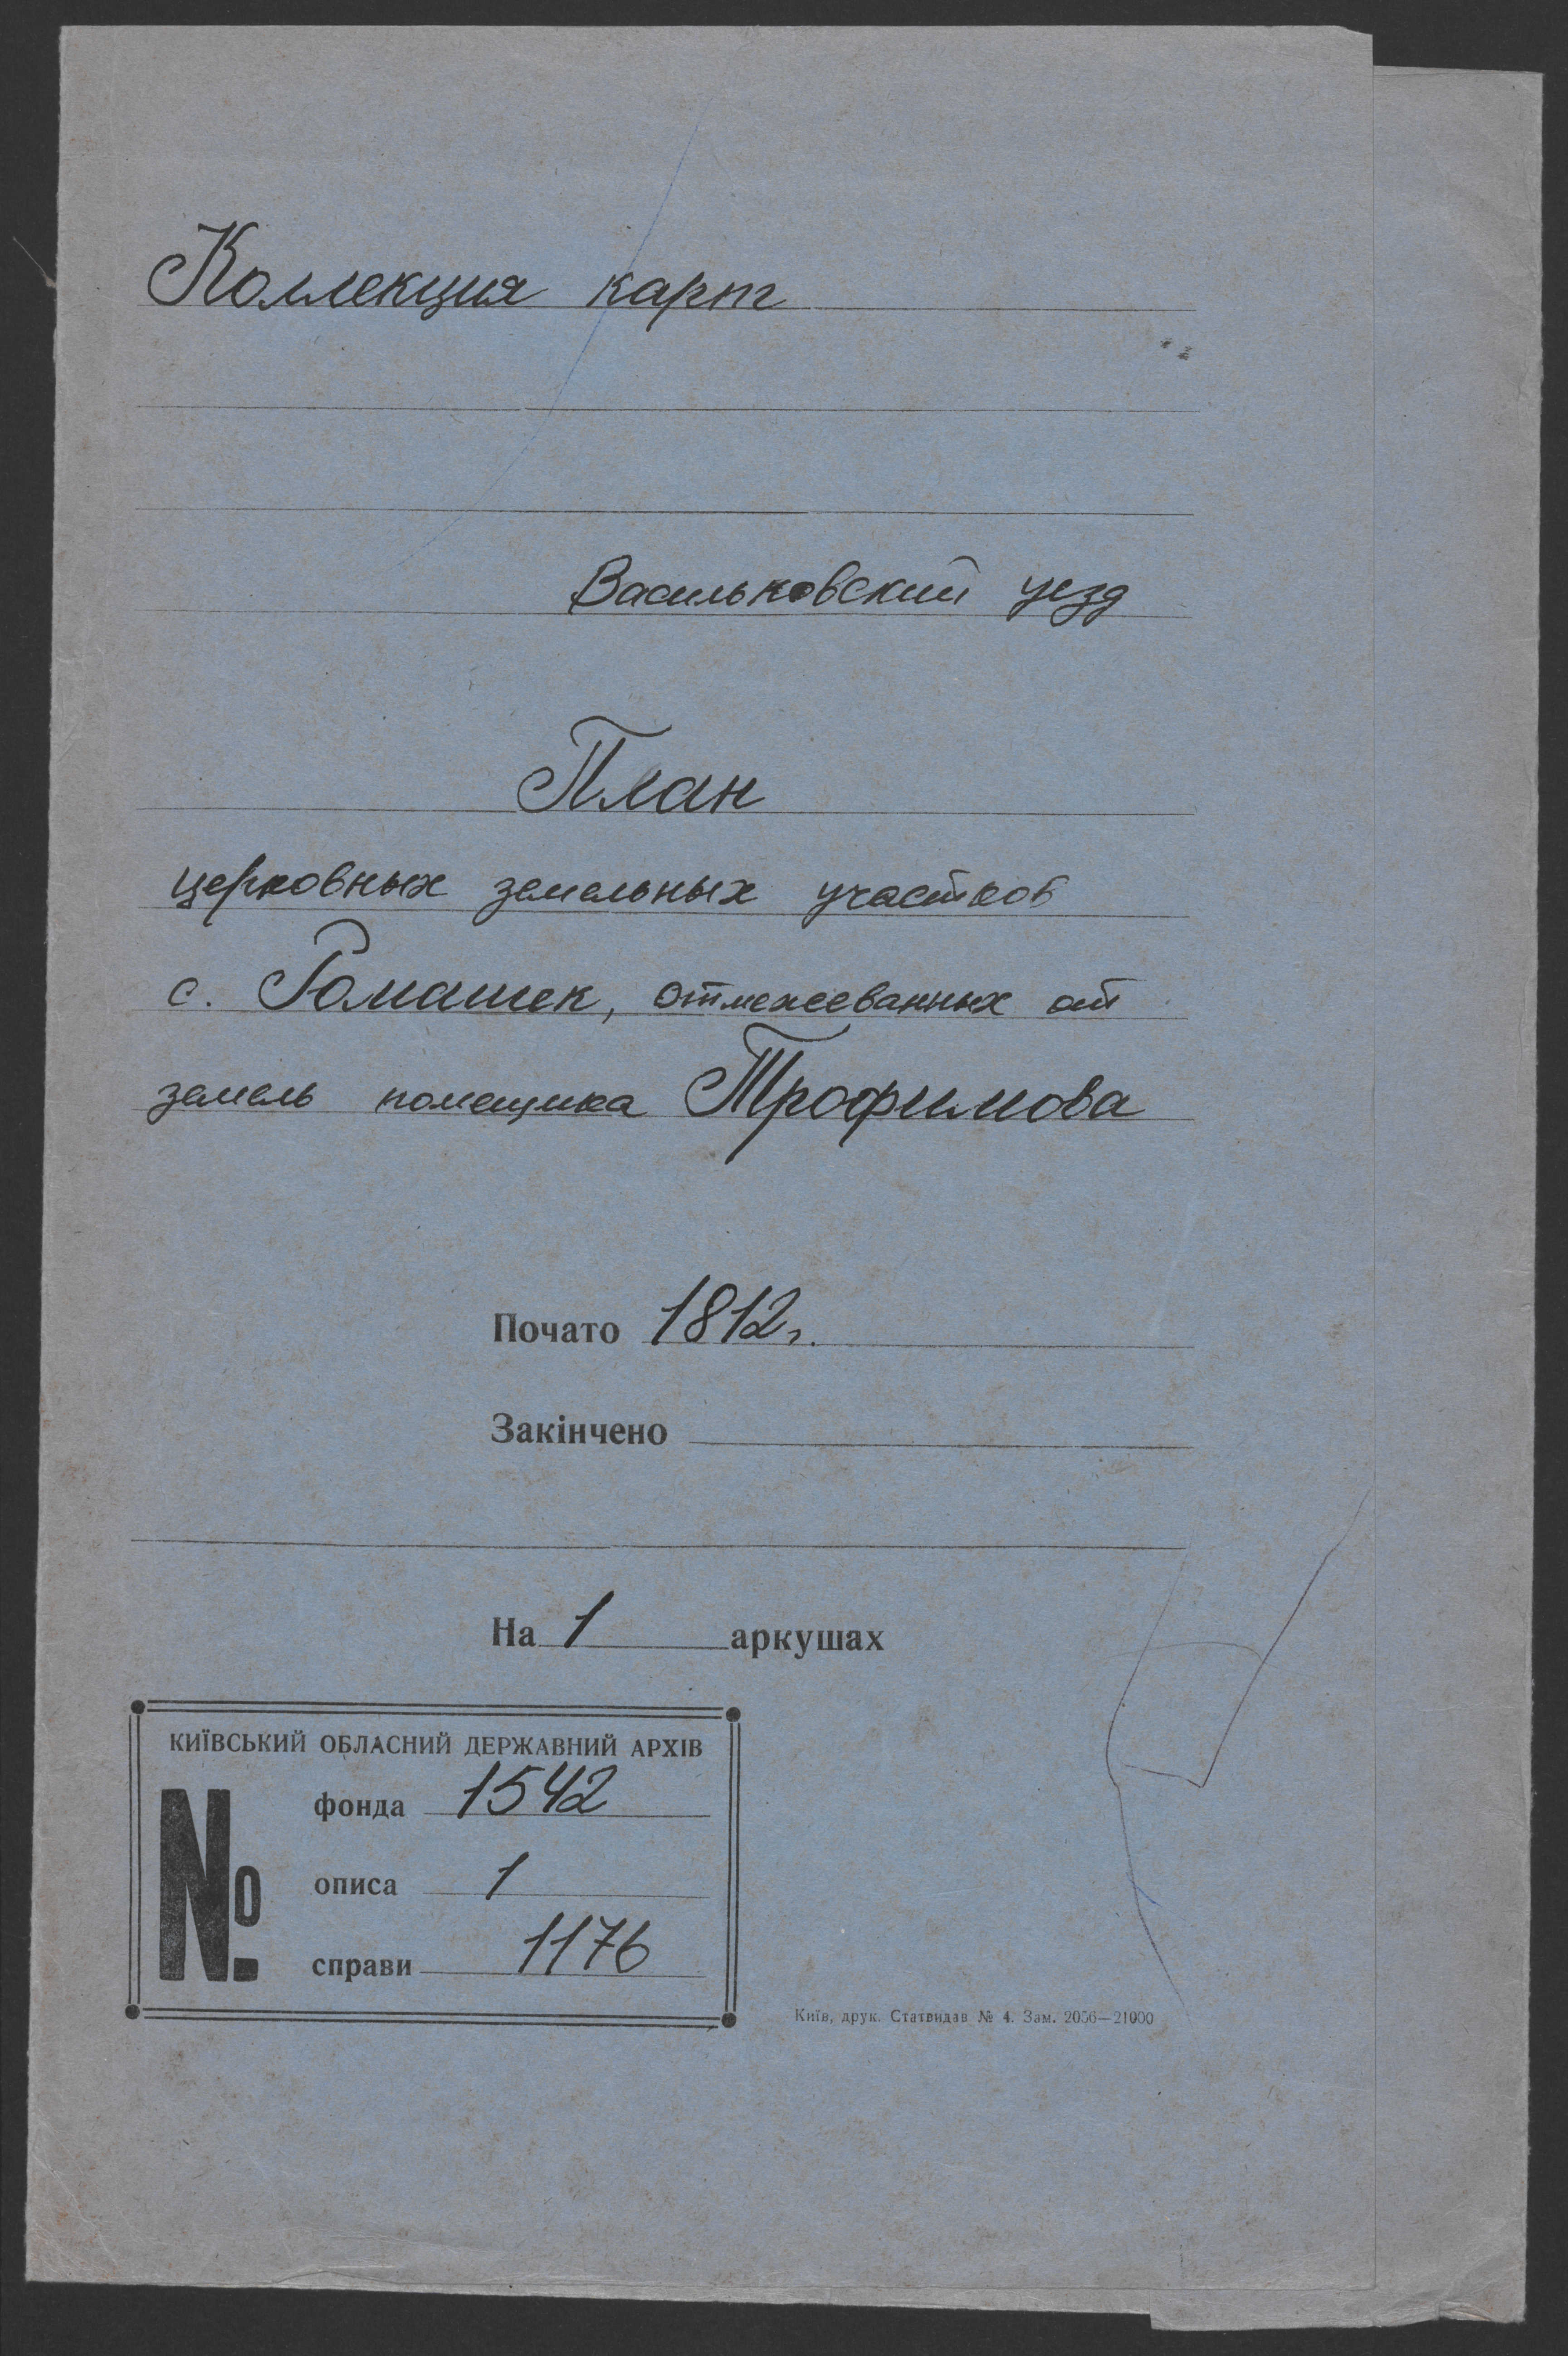 Коллекция карт
Васильковский уезд
План
церковных земельных участков
с. Ромашек, отмежеванных от
земель помещика Трофимова
Почато 1812 г.
Закінчено
На 1 аркушах
КИЇВСЬКИЙ ОБЛАСНИЙ ДЕРЖАВНИЙ АРХІВ
№
фонда 1542
описа 1
справи 1176
Київ, друк. Статвидав № 4. Зам. 2056—21000